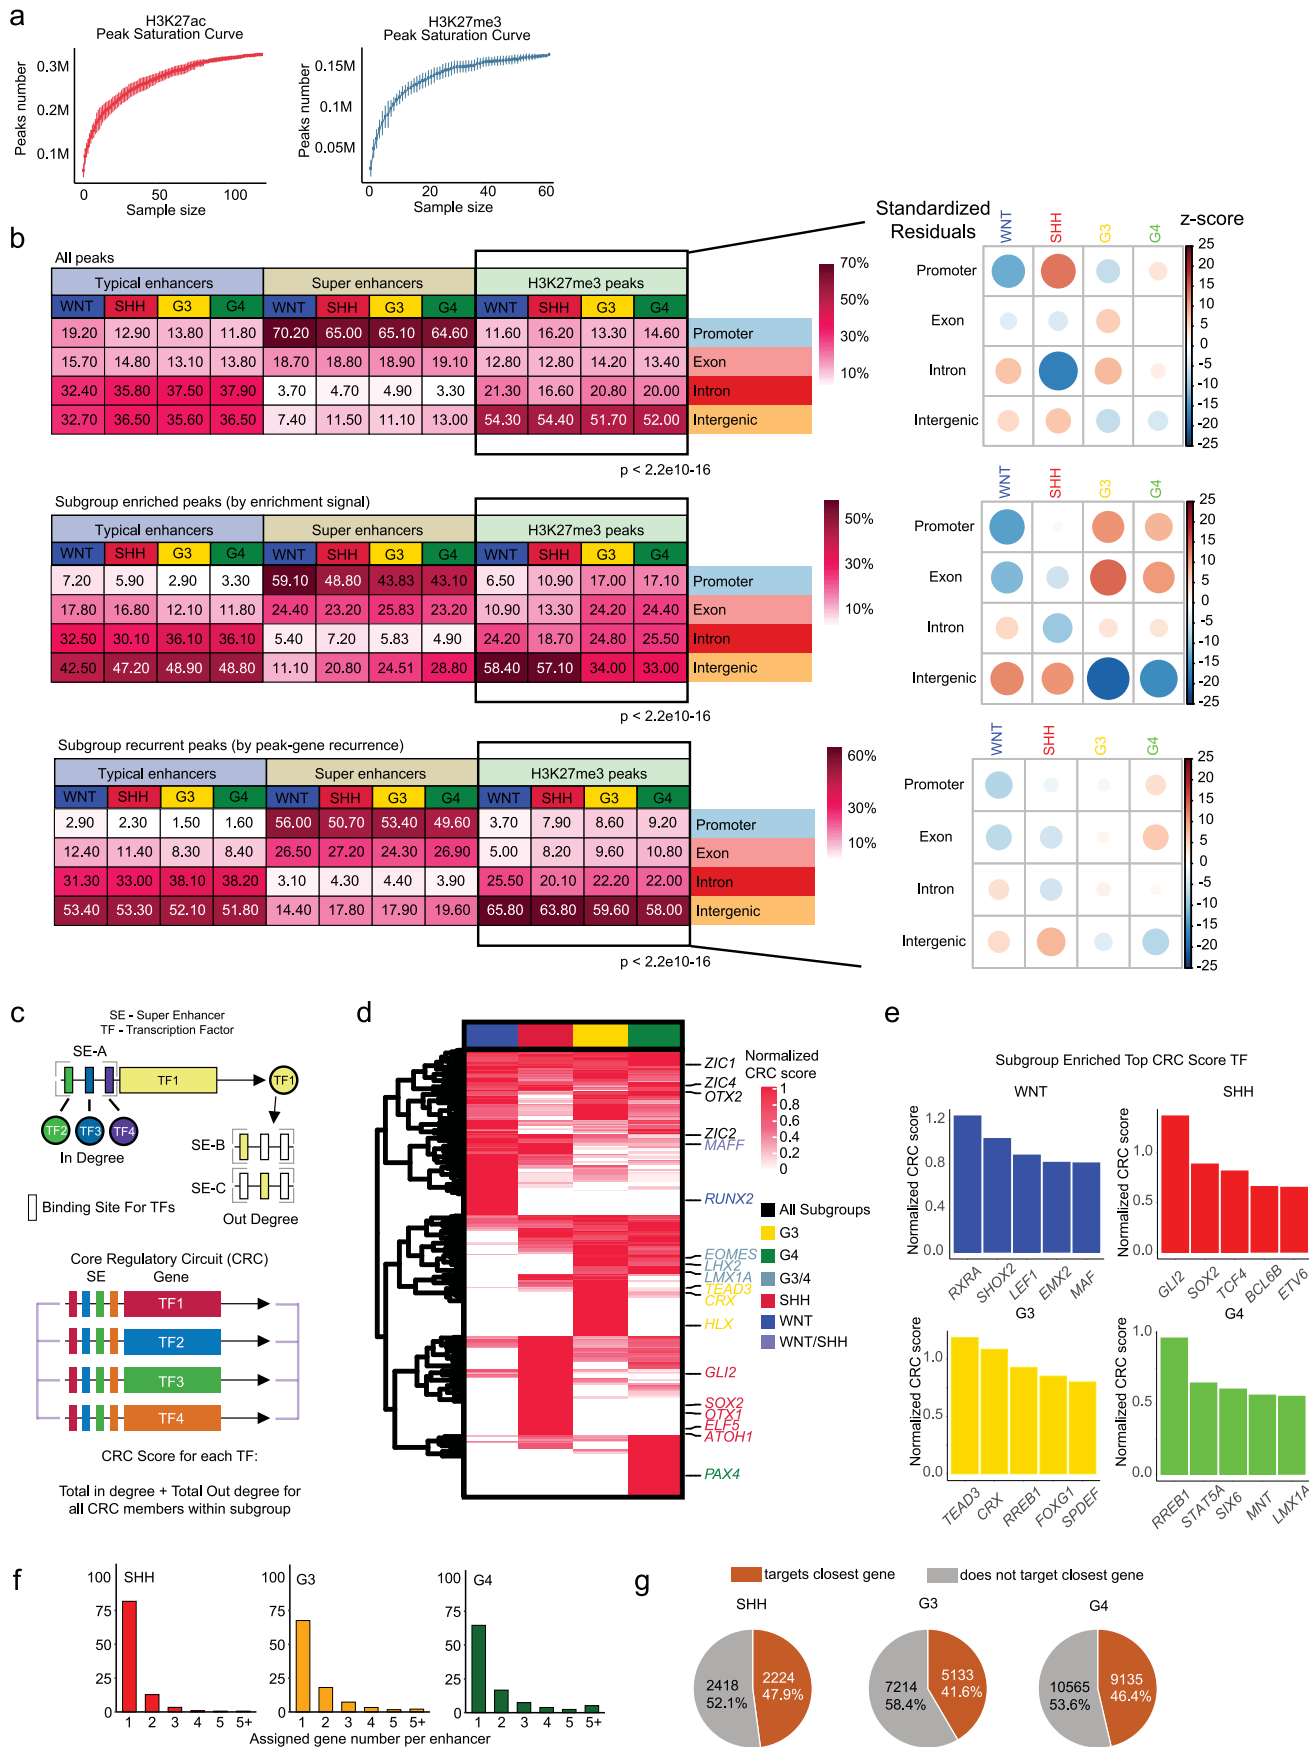 a
H3K27ac
Peak Saturation Curve
Peaks number
0.3M
0.2M
0.1M
0
50
100
Sample size
H3K27me3
Peak Saturation Curve
Peaks number
0.15M
0.1M
0.05M
0
20
40
60
Sample size
b
All peaks
Typical enhancers Super enhancers H3K27me3 peaks
WNT SHH G3 G4 WNT SHH G3 G4 WNT SHH G3 G4
19.20 12.90 13.80 11.80 70.20 65.00 65.10 64.60 11.60 16.20 13.30 14.60 Promoter
15.70 14.80 13.10 13.80 18.70 18.80 18.90 19.10 12.80 12.80 14.20 13.40 Exon
32.40 35.80 37.50 37.90 3.70 4.70 4.90 3.30 21.30 16.60 20.80 20.00 Intron
32.70 36.50 35.60 36.50 7.40 11.50 11.10 13.00 54.30 54.40 51.70 52.00 Intergenic
p < 2.2e10-16
70%
50%
30%
10%
Standardized
Residuals
WNT SHH G3 G4
z-score
Promoter
Exon
Intron
Intergenic
25
20
15
10
5
0
-5
-10
-15
-20
-25
Subgroup enriched peaks (by enrichment signal)
Typical enhancers Super enhancers H3K27me3 peaks
WNT SHH G3 G4 WNT SHH G3 G4 WNT SHH G3 G4
7.20 5.90 2.90 3.30 59.10 48.80 43.83 43.10 6.50 10.90 17.00 17.10 Promoter
17.80 16.80 12.10 11.80 24.40 23.20 25.83 23.20 10.90 13.30 24.20 24.40 Exon
32.50 30.10 36.10 36.10 5.40 7.20 5.83 4.90 24.20 18.70 24.80 25.50 Intron
42.50 47.20 48.90 48.80 11.10 20.80 24.51 28.80 58.40 57.10 34.00 33.00 Intergenic
p < 2.2e10-16
50%
30%
10%
WNT SHH G3 G4
Promoter
Exon
Intron
Intergenic
25
20
15
10
5
0
-5
-10
-15
-20
-25
Subgroup recurrent peaks (by peak-gene recurrence)
Typical enhancers Super enhancers H3K27me3 peaks
WNT SHH G3 G4 WNT SHH G3 G4 WNT SHH G3 G4
2.90 2.30 1.50 1.60 56.00 50.70 53.40 49.60 3.70 7.90 8.60 9.20 Promoter
12.40 11.40 8.30 8.40 26.50 27.20 24.30 26.90 5.00 8.20 9.60 10.80 Exon
31.30 33.00 38.10 38.20 3.10 4.30 4.40 3.90 25.50 20.10 22.20 22.00 Intron
53.40 53.30 52.10 51.80 14.40 17.80 17.90 19.60 65.80 63.80 59.60 58.00 Intergenic
p < 2.2e10-16
60%
30%
10%
WNT SHH G3 G4
Promoter
Exon
Intron
Intergenic
25
20
15
10
5
0
-5
-10
-15
-20
-25
c
SE - Super Enhancer
TF - Transcription Factor
SE-A
TF1
TF1
TF2 TF3 TF4
In Degree
SE-B
SE-C
Binding Site For TFs
Out Degree
Core Regulatory Circuit (CRC)
SE Gene
TF1
TF2
TF3
TF4
CRC Score for each TF:
Total in degree + Total Out degree for
all CRC members within subgroup
d
ZIC1
ZIC4
OTX2
ZIC2
MAFF
RUNX2
EOMES
LHX2
LMX1A
TEAD3
CRX
HLX
GLI2
SOX2
OTX1
ELF5
ATOH1
PAX4
Normalized
CRC score
1
0.8
0.6
0.4
0.2
0
All Subgroups
G3
G4
G3/4
SHH
WNT
WNT/SHH
e
Subgroup Enriched Top CRC Score TF
WNT
Normalized CRC score
1.2
0.8
0.4
0.0
RXRA SHOX2 LEF1 EMX2 MAF
SHH
Normalized CRC score
1.0
0.5
0.0
GLI2 SOX2 TCF4 BCL6B ETV6
G3
Normalized CRC score
1.0
0.5
0.0
TEAD3 CRX RREB1 FOXG1 SPDEF
G4
Normalized CRC score
1.0
0.5
0.0
RREB1 STAT5A SIX6 MNT LMX1A
f
SHH
100
75
50
25
0
1 2 3 4 5 5+
G3
100
75
50
25
0
1 2 3 4 5 5+
G4
100
75
50
25
0
1 2 3 4 5 5+
Assigned gene number per enhancer
g
targets closest gene
does not target closest gene
SHH
2418
52.1%
2224
47.9%
G3
7214
58.4%
5133
41.6%
G4
10565
53.6%
9135
46.4%